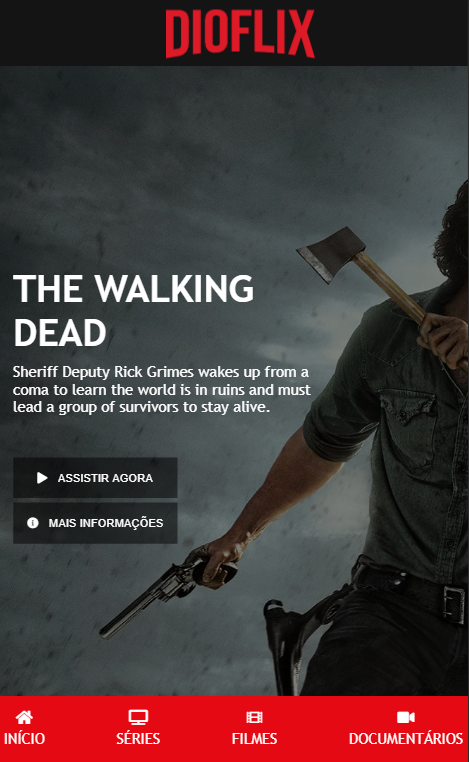 DIOFLIX
THE WALKING
DEAD
Sheriff Deputy Rick Grimes wakes up from a
coma to learn the world is in ruins and must
lead a group of survivors to stay alive.
ASSISTIR AGORA
MAIS INFORMAÇÕES
INÍCIO
SÉRIES
FILMES
DOCUMENTÁRIOS